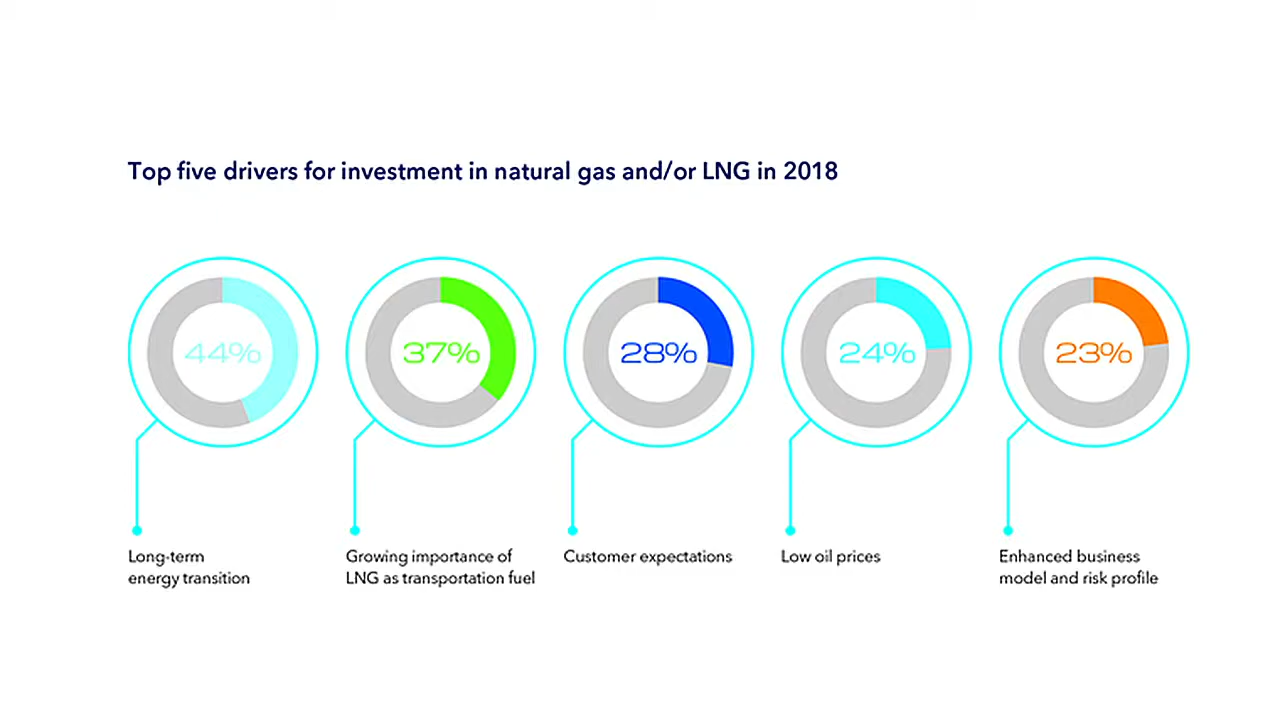 Top five drivers for investment in natural gas and/or LNG in 2018
44%
37%
28%
24%
23%
Long-term
energy transition
Growing importance of
LNG as transportation fuel
Customer expectations
Low oil prices
Enhanced business
model and risk profile